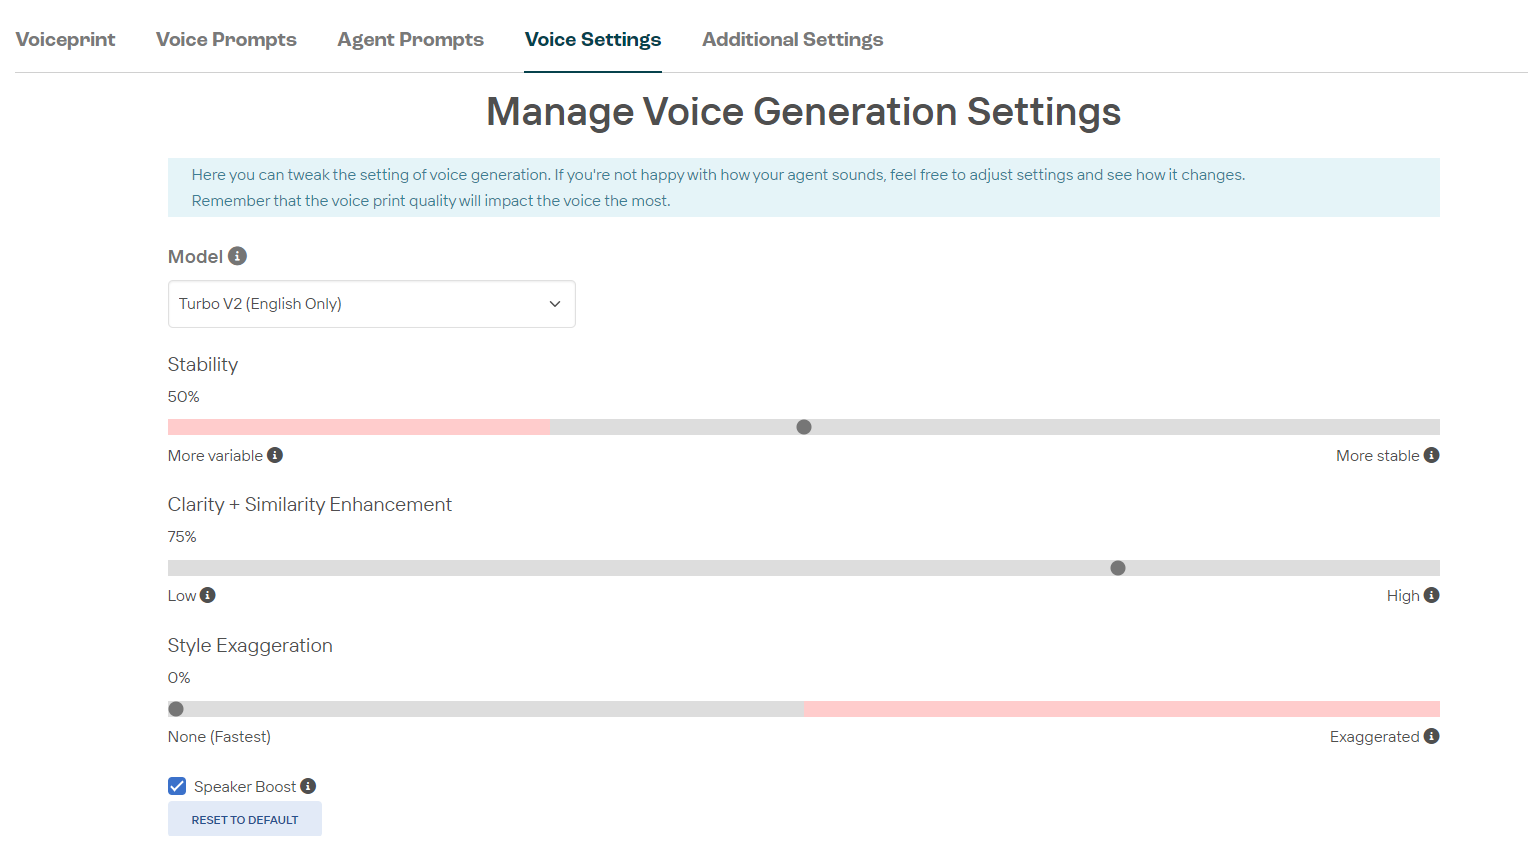 Voiceprint Voice Prompts Agent Prompts Voice Settings Additional Settings
Manage Voice Generation Settings
Here you can tweak the setting of voice generation. If you're not happy with how your agent sounds, feel free to adjust settings and see how it changes.
Remember that the voice print quality will impact the voice the most.
Model
Turbo V2 (English Only)
Stability
50%
More variable More stable
Clarity + Similarity Enhancement
75%
Low High
Style Exaggeration
0%
None (Fastest) Exaggerated
Speaker Boost
RESET TO DEFAULT